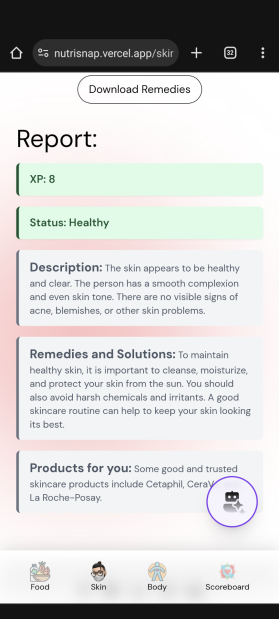 nutrisnap.vercel.app/skir
32
Download Remedies
Report:
XP: 8
Status: Healthy
Description: The skin appears to be healthy
and clear. The person has a smooth complexion
and even skin tone. There are no visible signs of
acne, blemishes, or other skin problems.
Remedies and Solutions: To maintain
healthy skin, it is important to cleanse, moisturize,
and protect your skin from the sun. You should
also avoid harsh chemicals and irritants. A good
skincare routine can help to keep your skin looking
its best.
Products for you: Some good and trusted
skincare products include Cetaphil, CeraV
La Roche-Posay.
Food Skin Body Scoreboard